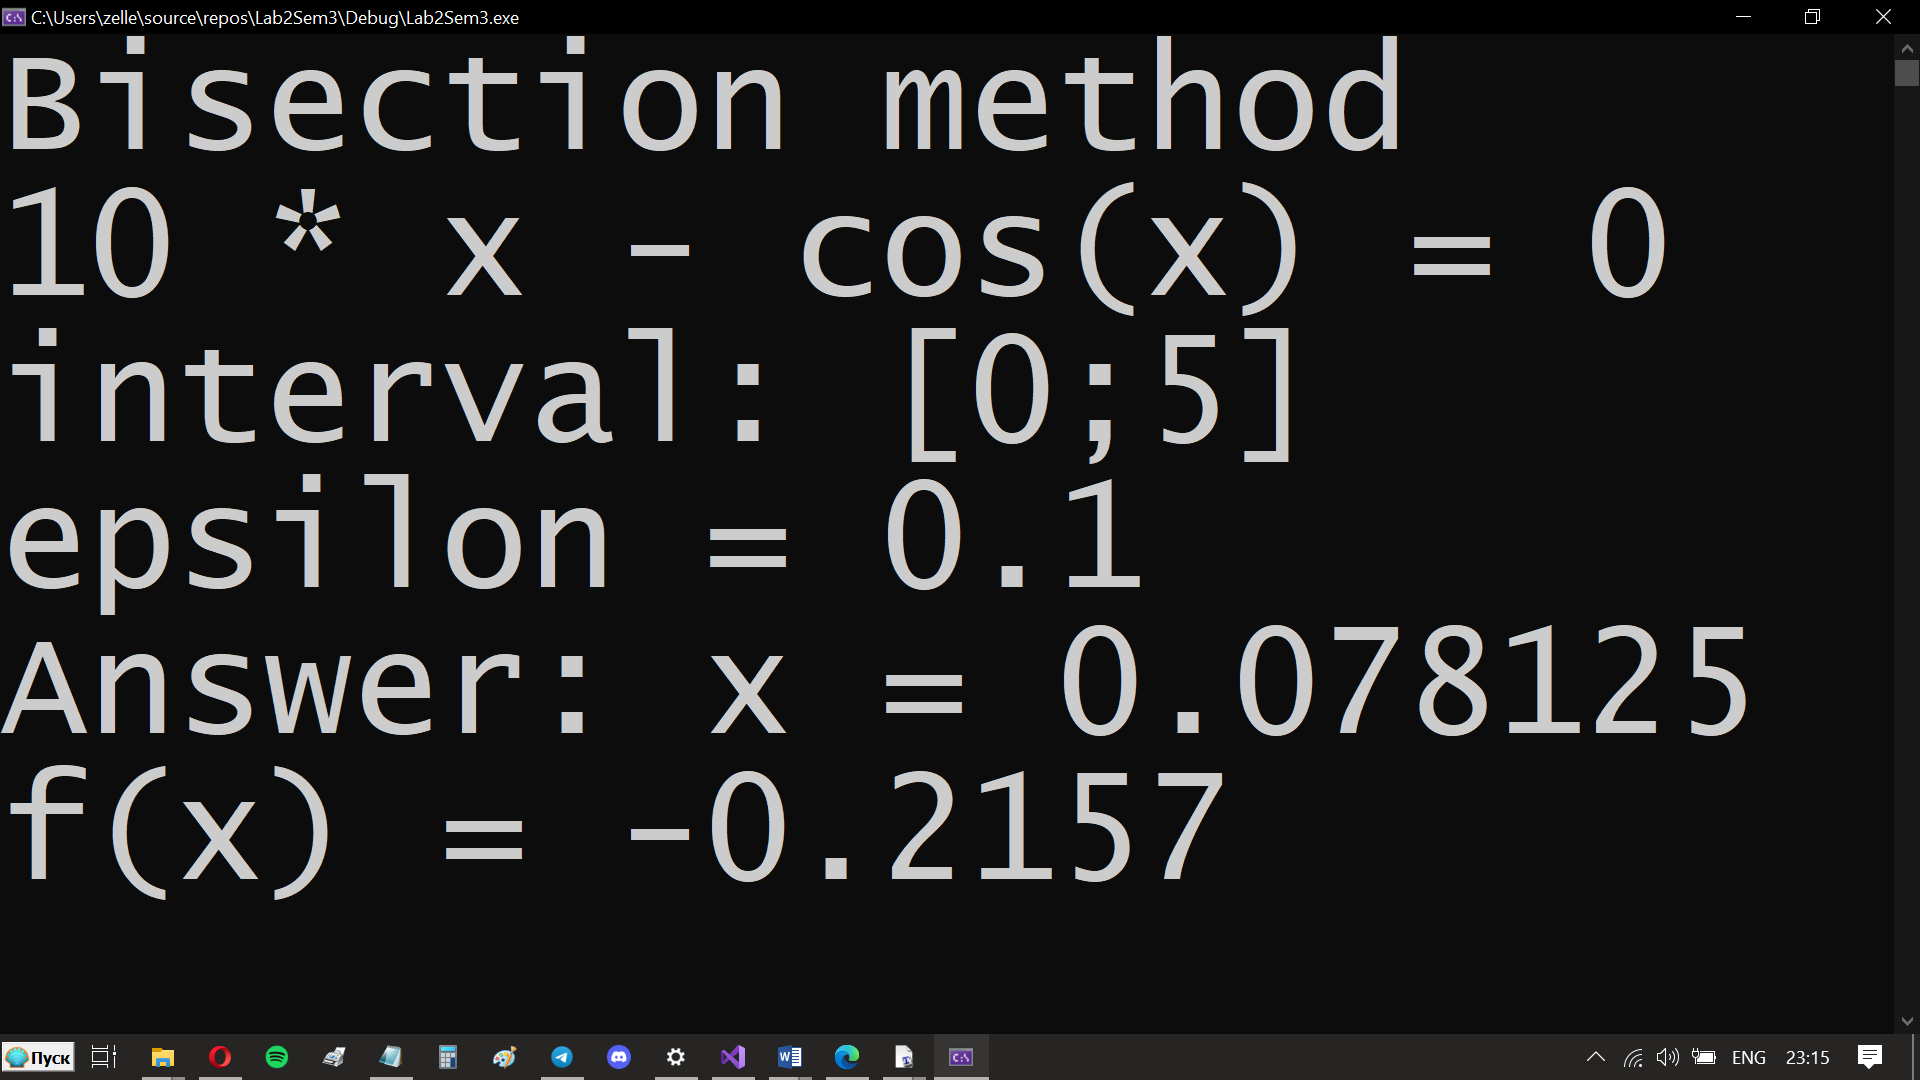 C:\Users\zelle\source\repos\Lab2Sem3\Debug\Lab2Sem3.exe
Bisection method
10 * x - cos(x) = 0
interval: [0;5]
epsilon = 0.1
Answer: x = 0.078125
f(x) = -0.2157
Пуск
ENG
23:15